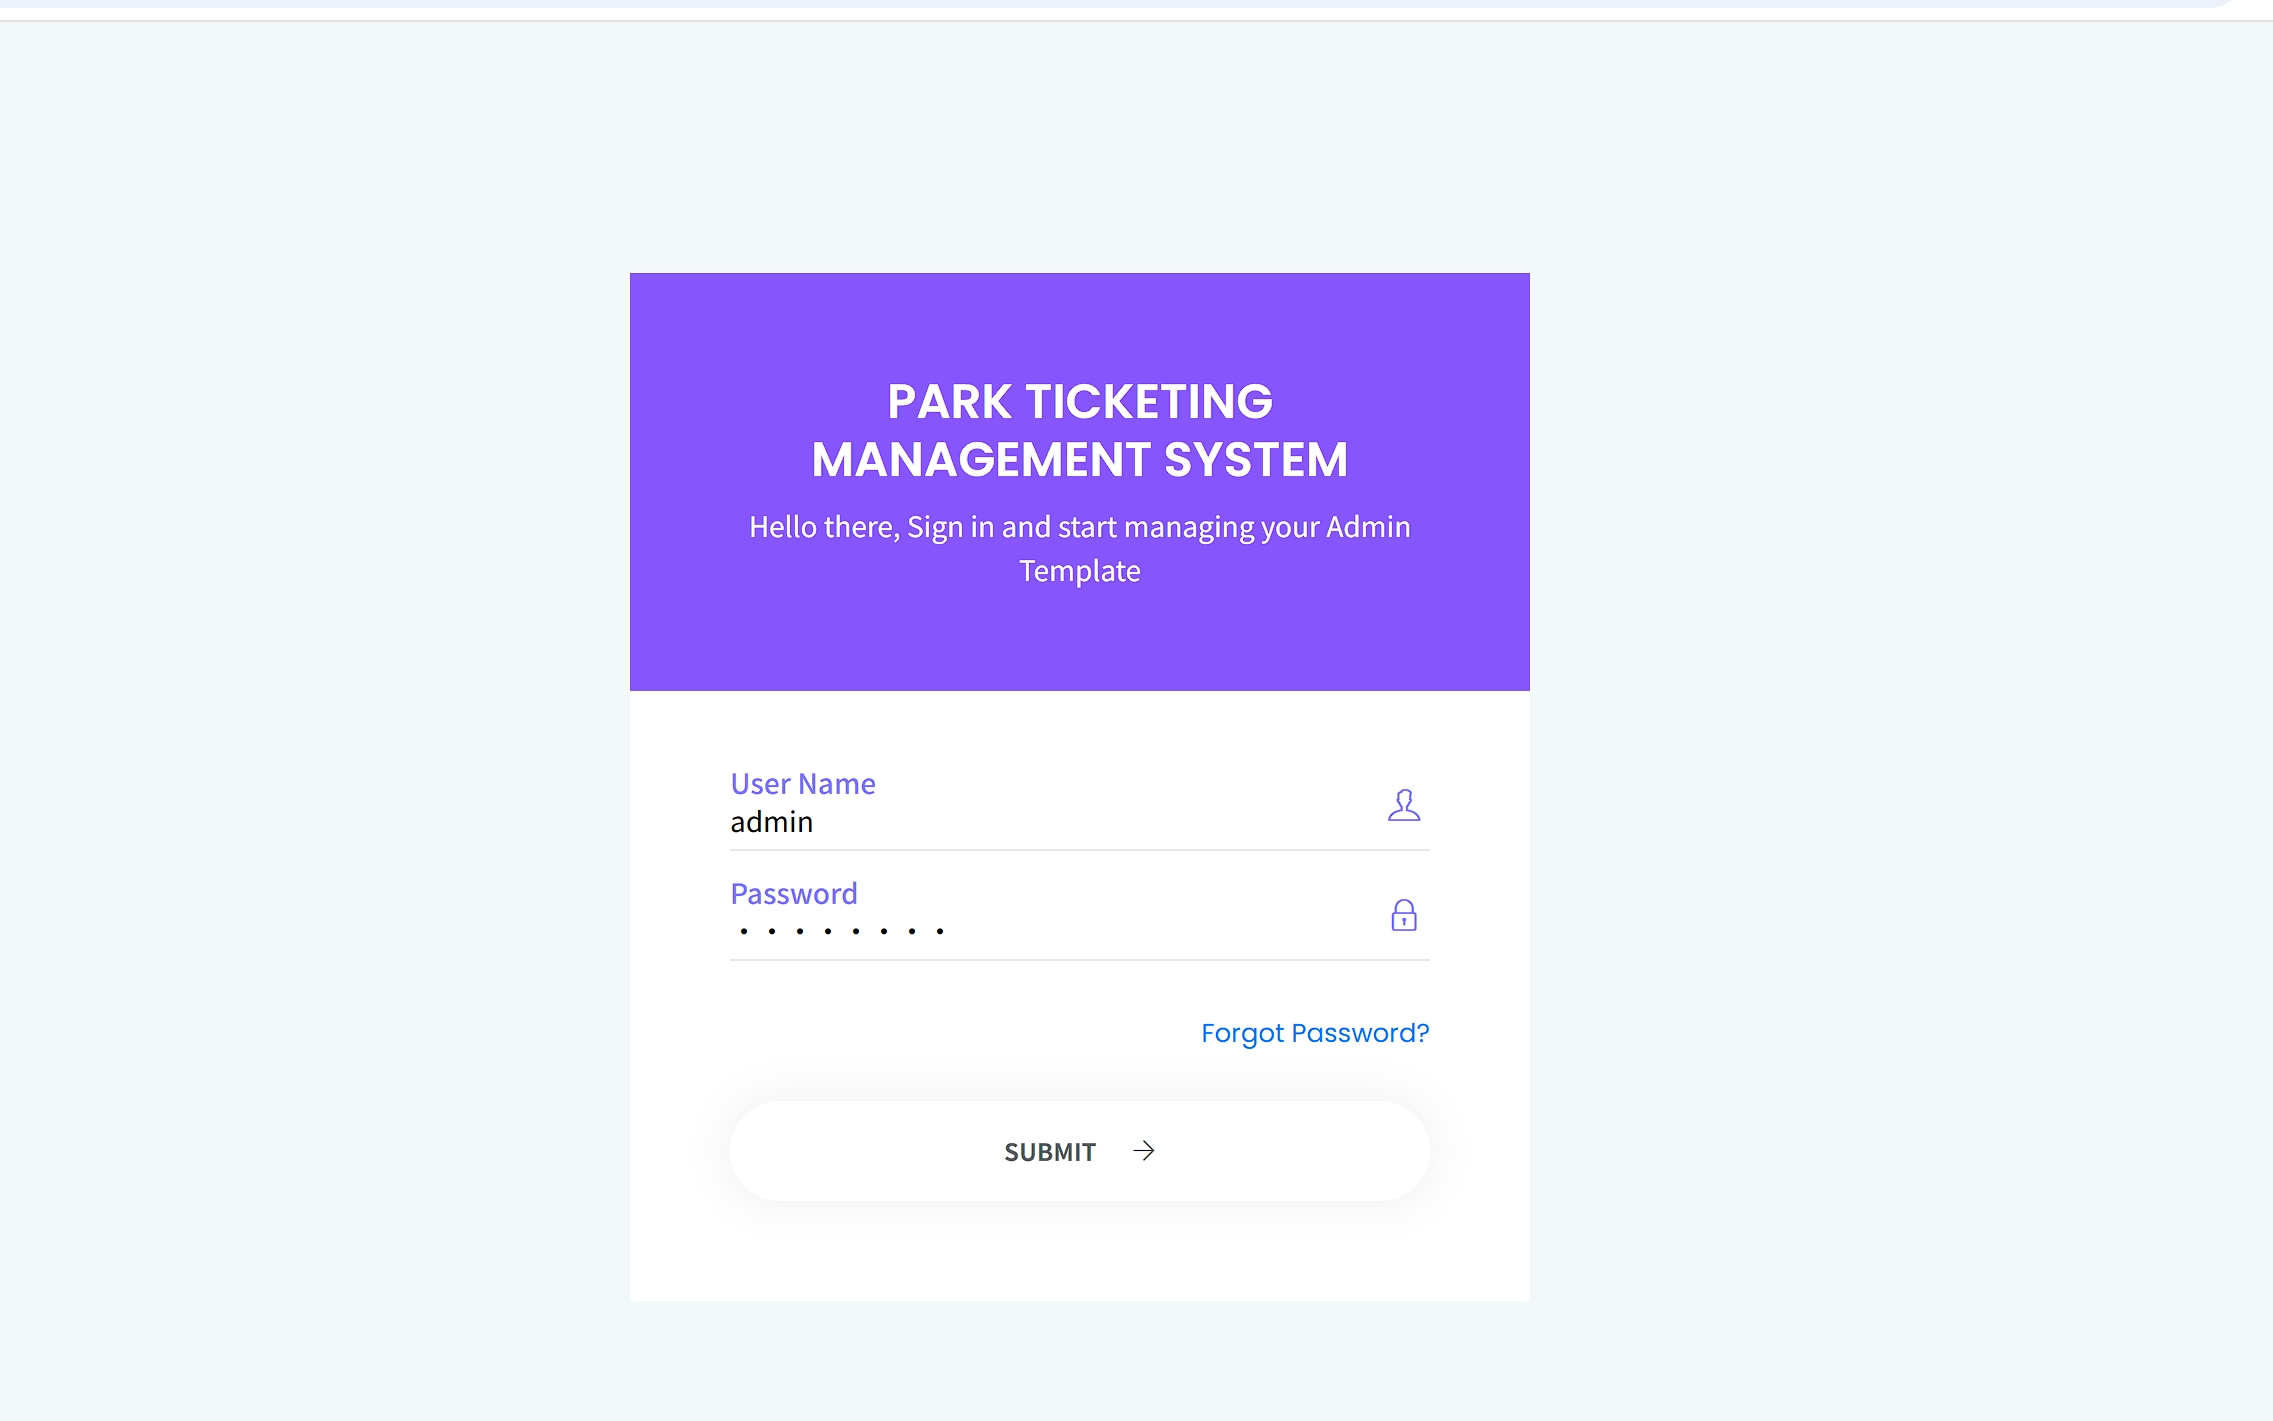 PARK TICKETING
MANAGEMENT SYSTEM
Hello there, Sign in and start managing your Admin
Template
User Name
admin
Password
Forgot Password?
SUBMIT